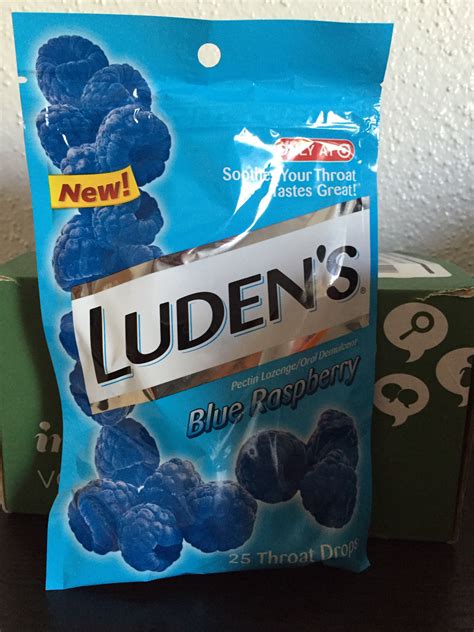 Soothes Your Throat
Tastes Great!
New!
LUDEN'S®
Pectin Lozenge/Oral Demulcent
Blue Raspberry
25 Throat Drops